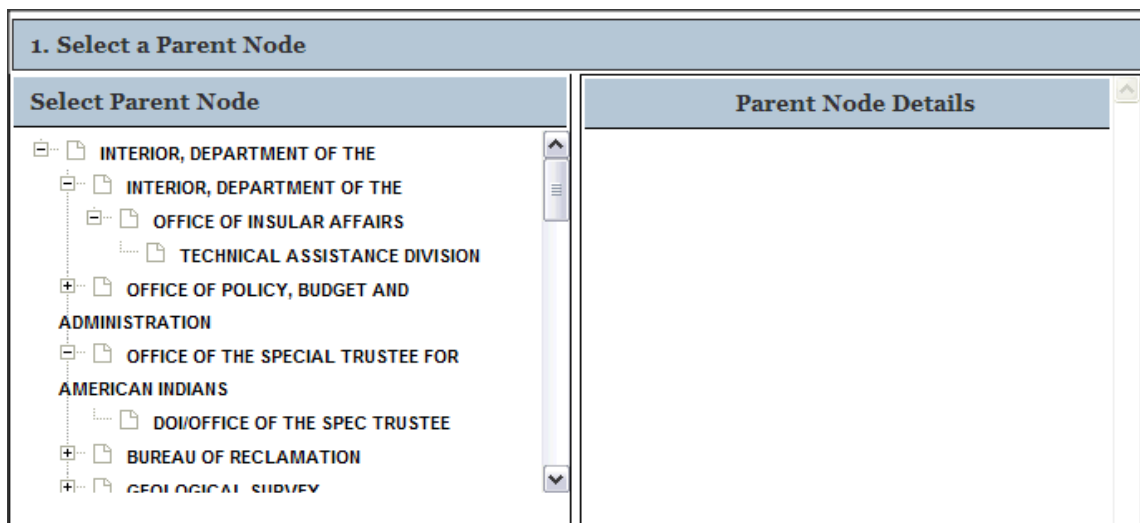 1. Select a Parent Node
Select Parent Node
INTERIOR, DEPARTMENT OF THE
INTERIOR, DEPARTMENT OF THE
OFFICE OF INSULAR AFFAIRS
TECHNICAL ASSISTANCE DIVISION
OFFICE OF POLICY, BUDGET AND
ADMINISTRATION
OFFICE OF THE SPECIAL TRUSTEE FOR
AMERICAN INDIANS
DOI/OFFICE OF THE SPEC TRUSTEE
BUREAU OF RECLAMATION
GEOLOGICAL SURVEY
Parent Node Details